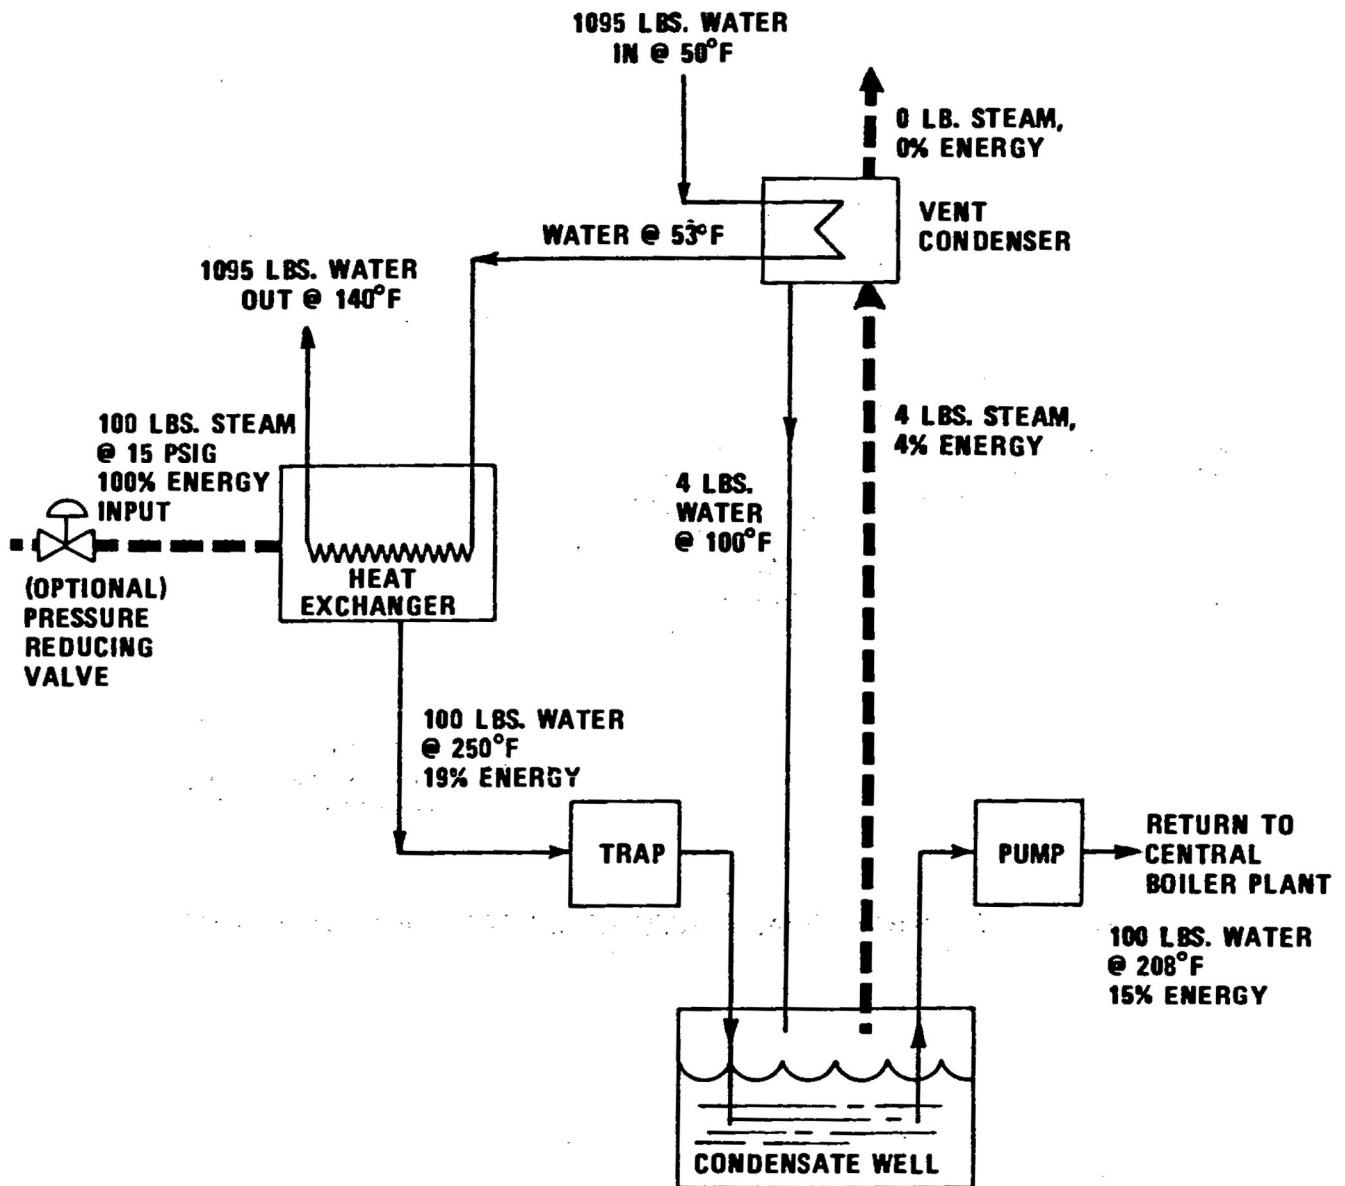 1095 LBS. WATER
IN @ 50°F
0 LB. STEAM,
0% ENERGY
VENT
CONDENSER
WATER @ 53°F
1095 LBS. WATER
OUT @ 140°F
100 LBS. STEAM
@ 15 PSIG
100% ENERGY
INPUT
4 LBS. STEAM,
4% ENERGY
4 LBS.
WATER
@ 100°F
HEAT
EXCHANGER
(OPTIONAL)
PRESSURE
REDUCING
VALVE
100 LBS. WATER
@ 250°F
19% ENERGY
TRAP
PUMP
RETURN TO
CENTRAL
BOILER PLANT
100 LBS. WATER
@ 208°F
15% ENERGY
CONDENSATE WELL